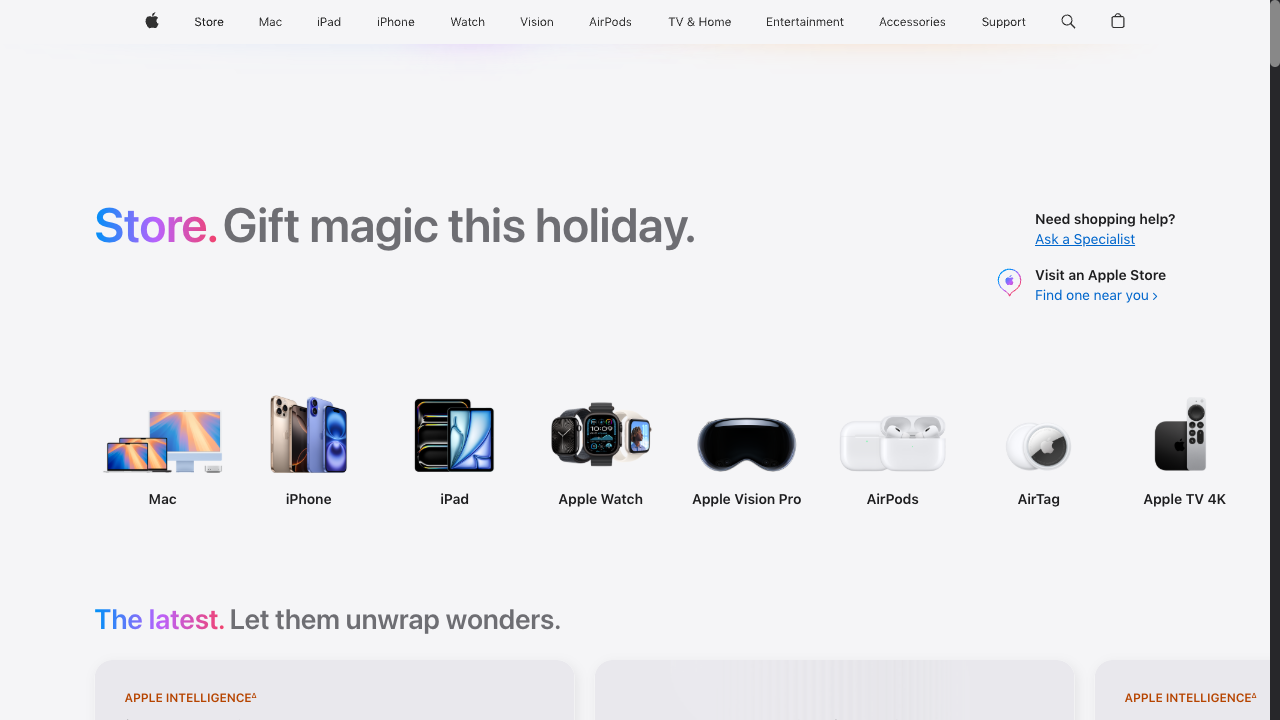 Store Mac iPad iPhone Watch Vision AirPods TV & Home Entertainment Accessories Support
Store. Gift magic this holiday.
Need shopping help?
Ask a Specialist
Visit an Apple Store
Find one near you >
10:09
Mac iPhone iPad Apple Watch Apple Vision Pro AirPods AirTag Apple TV 4K
The latest. Let them unwrap wonders.
APPLE INTELLIGENCE∆ APPLE INTELLIGENCE∆